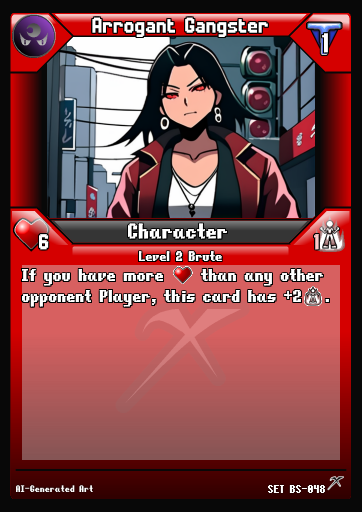 Arrogant Gangster
1
6
Character
1
Level 2 Brute
If you have more than any other
opponent Player, this card has +2.
AI-Generated Art
SET BS-048